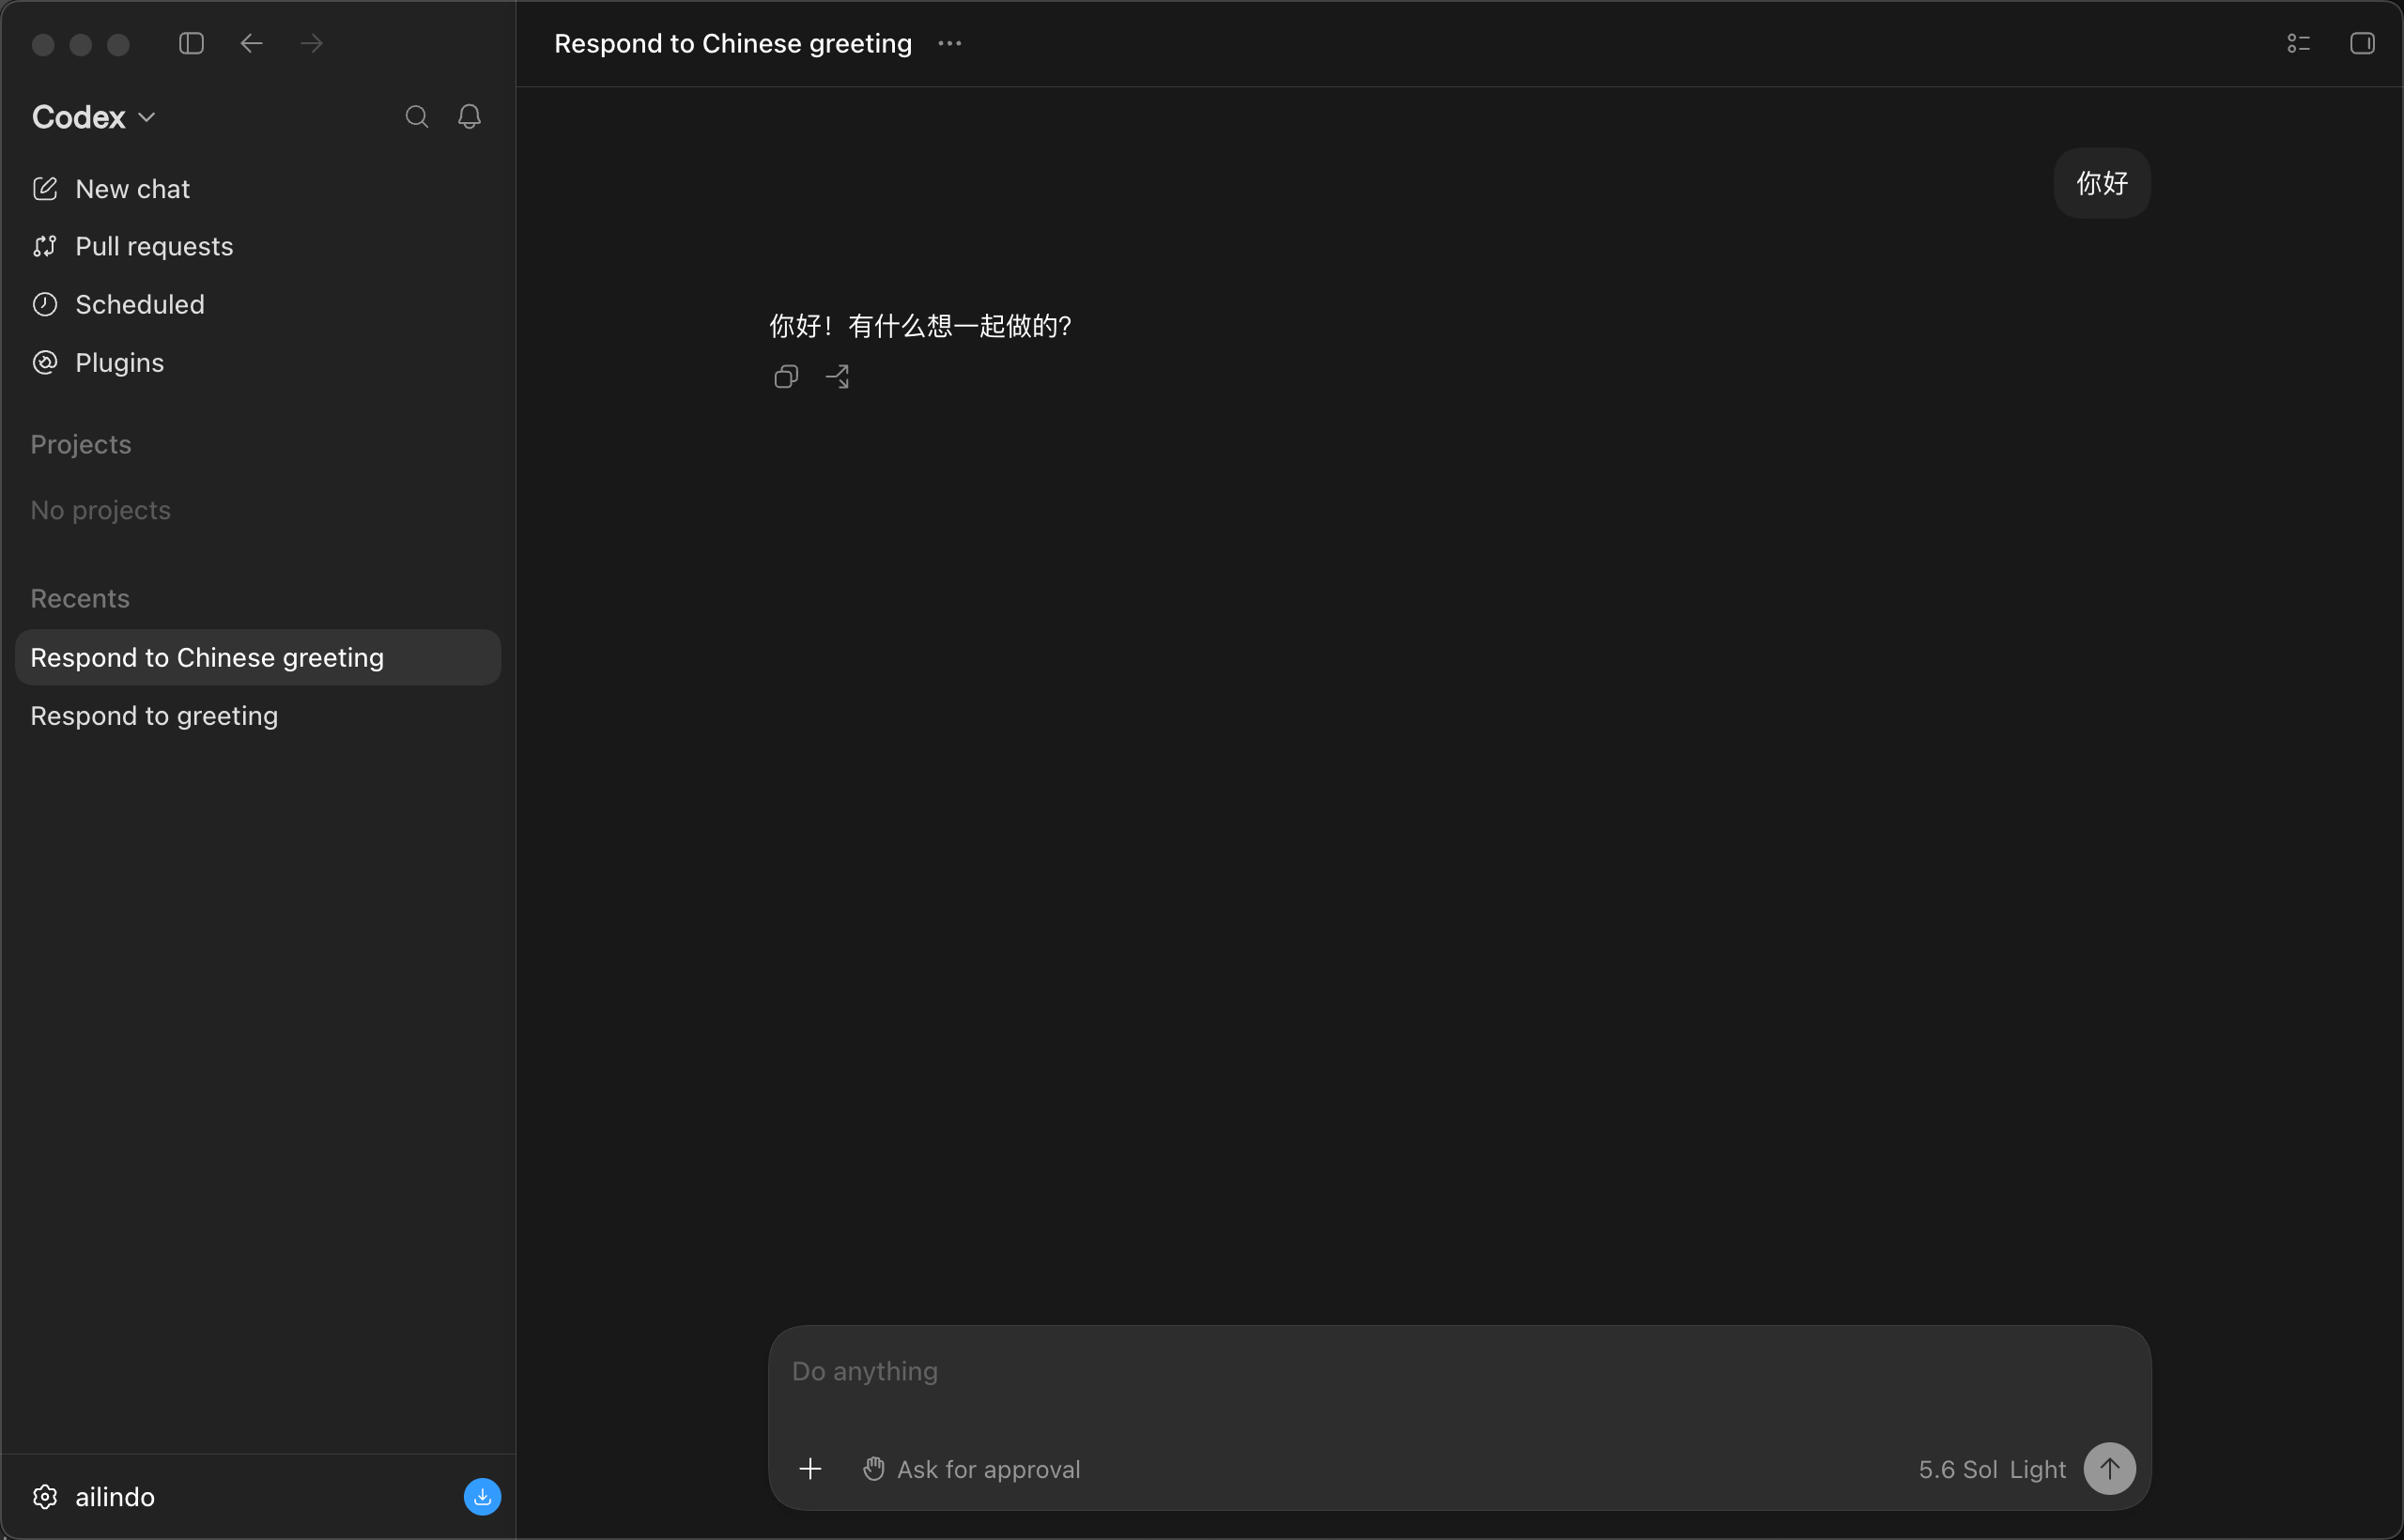 Respond to Chinese greeting
Codex
New chat
Pull requests
Scheduled
Plugins
Projects
No projects
Recents
Respond to Chinese greeting
Respond to greeting
ailindo
你好
你好！有什么想一起做的？
Do anything
Ask for approval
5.6 Sol Light